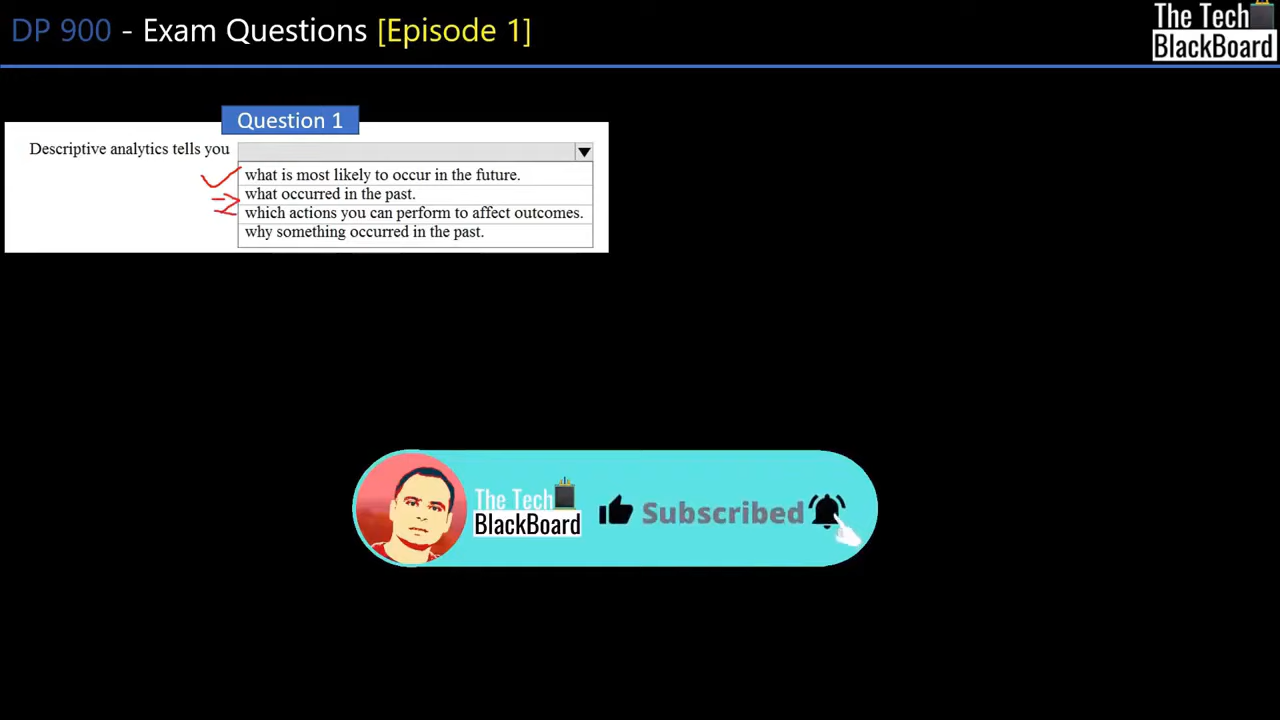 DP 900 - Exam Questions [Episode 1]
The Tech
BlackBoard
Question 1
Descriptive analytics tells you
what is most likely to occur in the future.
what occurred in the past.
which actions you can perform to affect outcomes.
why something occurred in the past.
The Tech
BlackBoard
Subscribed